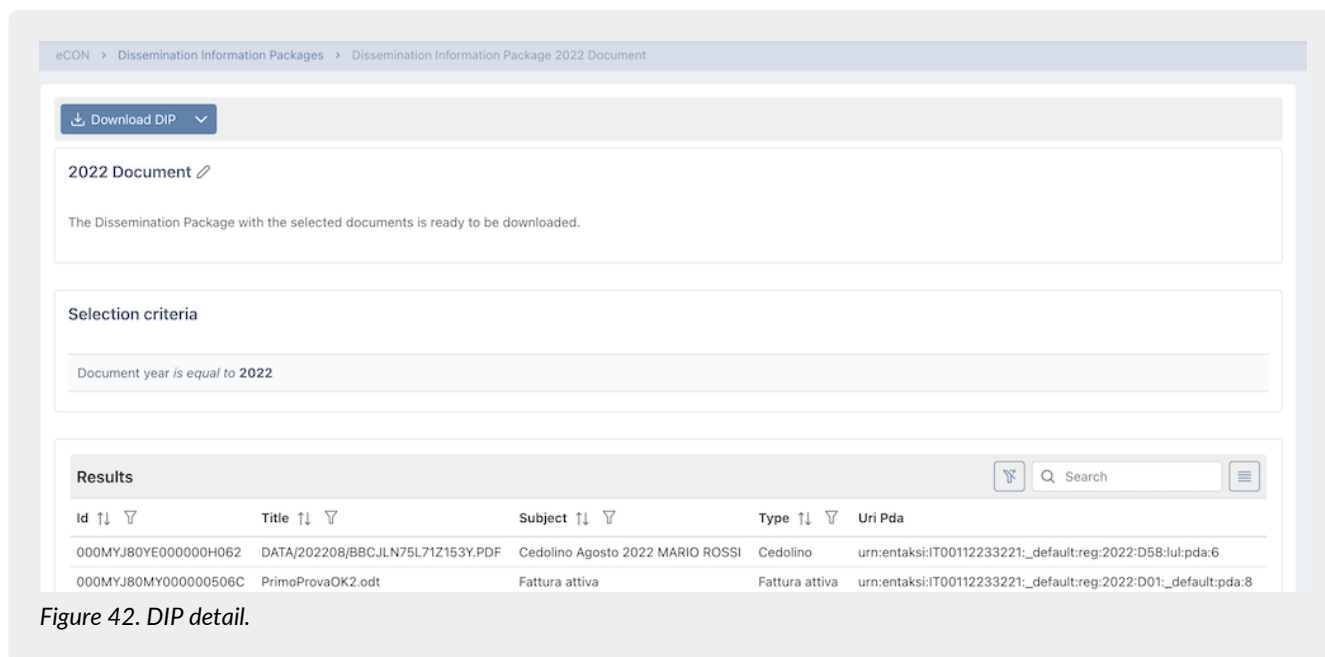 eCON > Dissemination Information Packages > Dissemination Information Package 2022 Document
Download DIP
2022 Document
The Dissemination Package with the selected documents is ready to be downloaded.
Selection criteria
Document year is equal to 2022
Results Search
Id Title Subject Type Uri Pda
000MYJ80YE000000H062 DATA/202208/BBCJLN75L71Z153Y.PDF Cedolino Agosto 2022 MARIO ROSSI Cedolino urn:entaksi:IT00112233221:_default:reg:2022:D58:lul:pda:6
000MYJ80MY000000506C PrimoProvaOK2.odt Fattura attiva Fattura attiva urn:entaksi:IT00112233221:_default:reg:2022:D01:_default:pda:8
Figure 42. DIP detail.